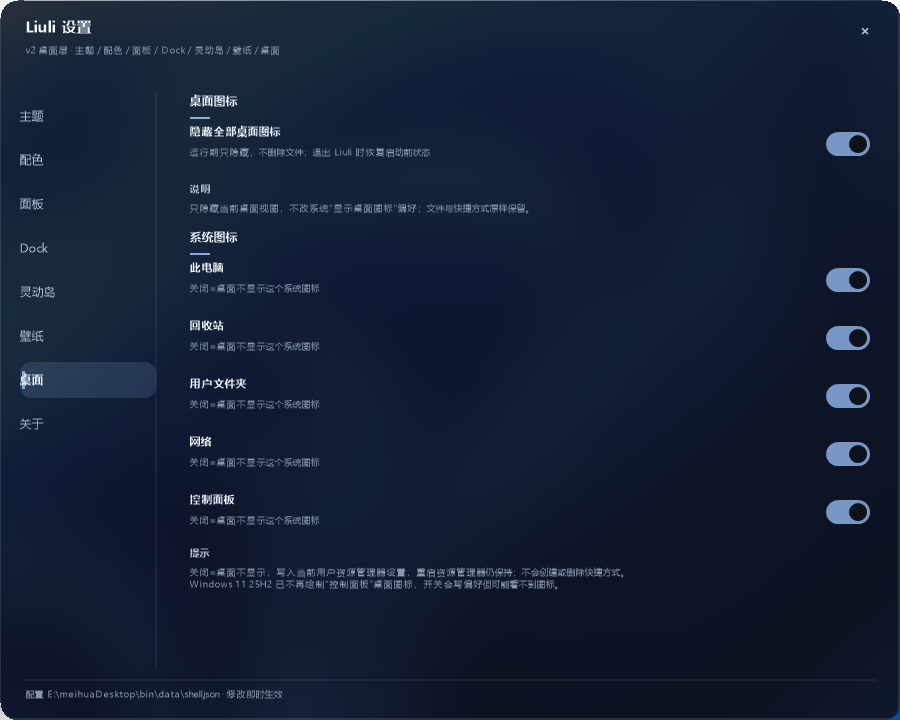 Liuli 设置
×
v2 桌面层 · 主题 / 配色 / 面板 / Dock / 灵动岛 / 壁纸 / 桌面
主题
配色
面板
Dock
灵动岛
壁纸
桌面
关于
桌面图标
隐藏全部桌面图标
运行期只隐藏，不删除文件；退出 Liuli 时恢复启动前状态
说明
只隐藏当前桌面视图，不改系统“显示桌面图标”偏好；文件与快捷方式原样保留。
系统图标
此电脑
关闭=桌面不显示这个系统图标
回收站
关闭=桌面不显示这个系统图标
用户文件夹
关闭=桌面不显示这个系统图标
网络
关闭=桌面不显示这个系统图标
控制面板
关闭=桌面不显示这个系统图标
提示
关闭=桌面不显示；写入当前用户资源管理器设置，重启资源管理器仍保持；不会创建或删除快捷方式。
Windows 11 25H2 已不再绘制“控制面板”桌面图标，开关会写偏好但可能看不到图标。
配置 E:\meihuaDesktop\bin\data\shell.json · 修改即时生效